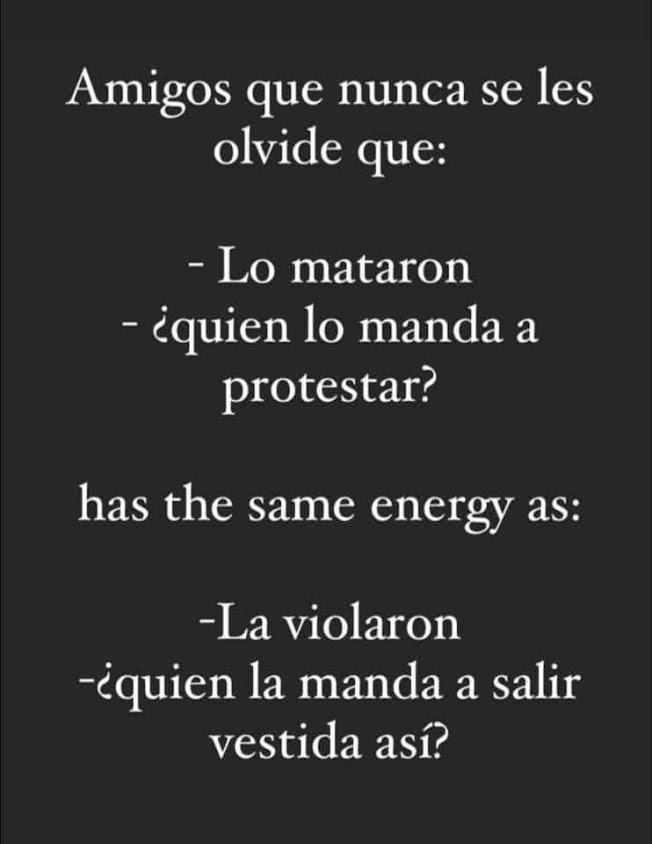 Amigos que nunca se les
olvide que:
- Lo mataron
- ¿quien lo manda a
protestar?
has the same energy as:
-La violaron
-¿quien la manda a salir
vestida así?